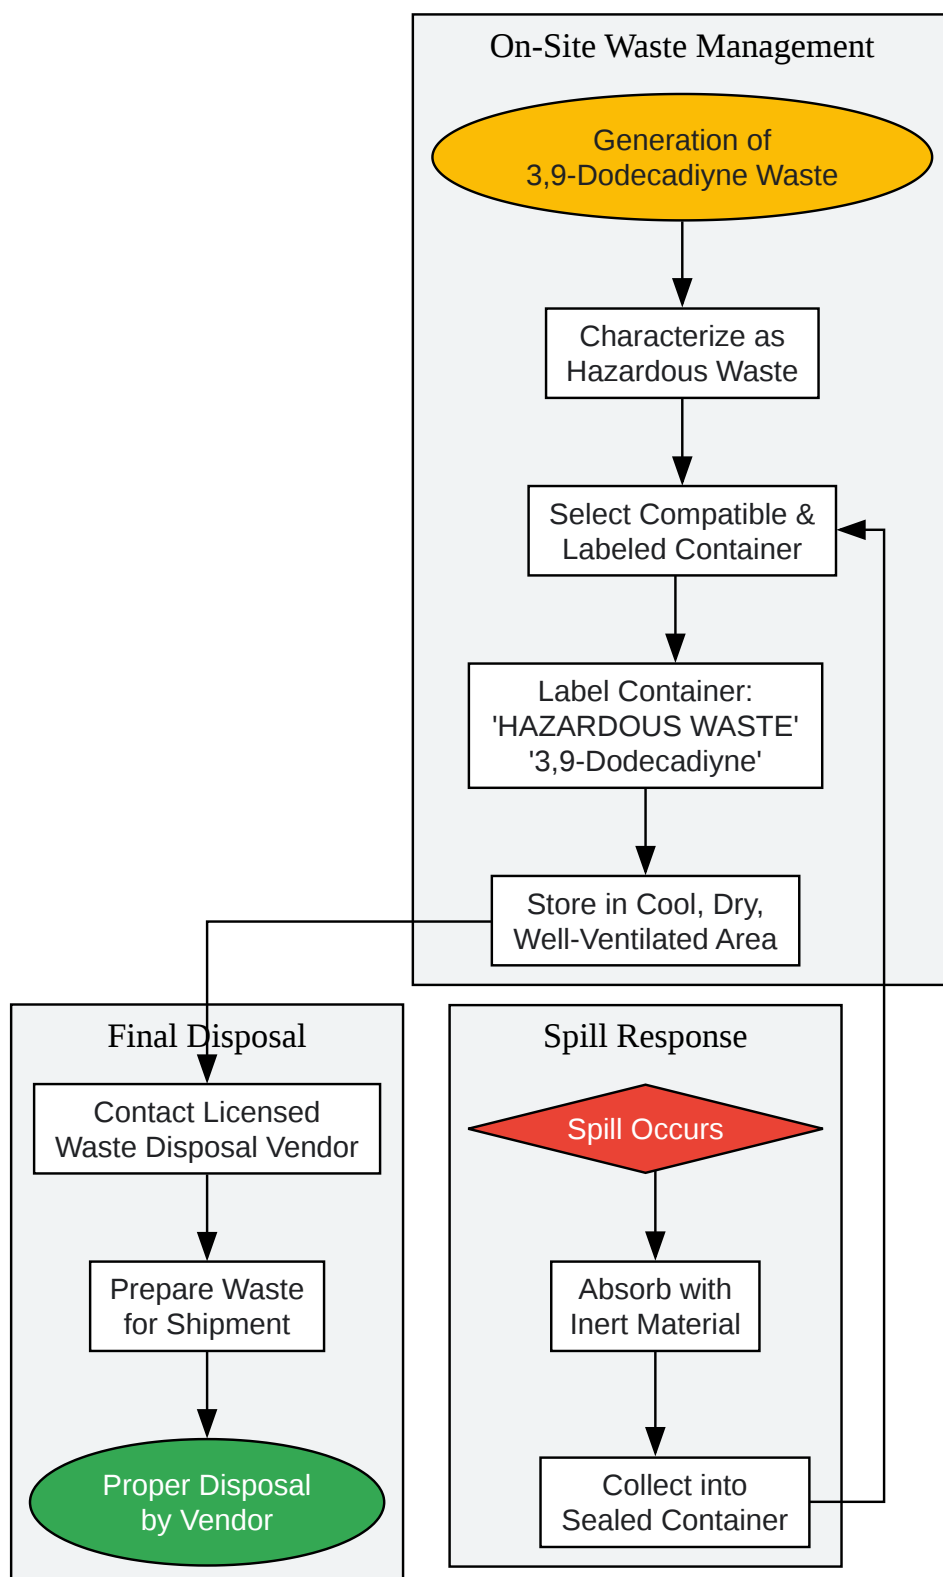 On-Site Waste Management
Generation of
3,9-Dodecadiyne Waste
Characterize as
Hazardous Waste
Select Compatible &
Labeled Container
Label Container:
'HAZARDOUS WASTE'
'3,9-Dodecadiyne'
Store in Cool, Dry,
Well-Ventilated Area
Final Disposal
Contact Licensed
Waste Disposal Vendor
Prepare Waste
for Shipment
Proper Disposal
by Vendor
Spill Response
Spill Occurs
Absorb with
Inert Material
Collect into
Sealed Container